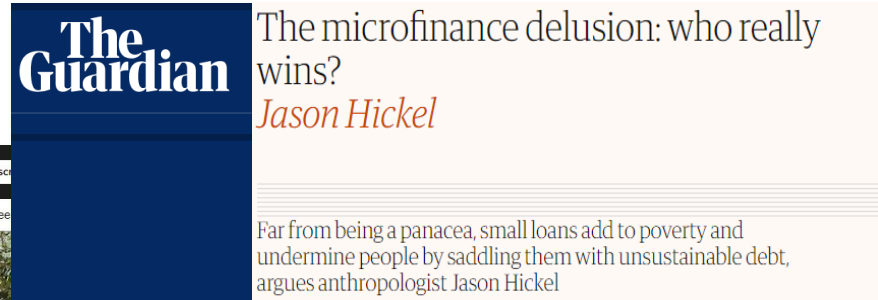 The
Guardian
The microfinance delusion: who really
wins?
Jason Hickel
Far from being a panacea, small loans add to poverty and
undermine people by saddling them with unsustainable debt,
argues anthropologist Jason Hickel